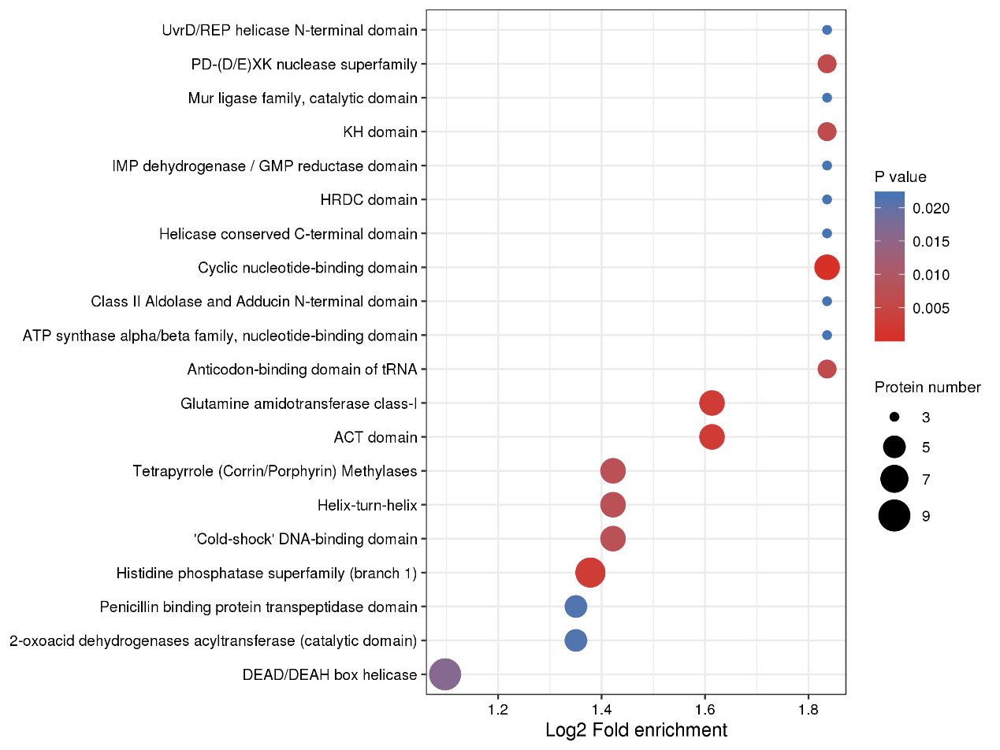 UvrD/REP helicase N-terminal domain
PD-(D/E)XK nuclease superfamily
Mur ligase family, catalytic domain
KH domain
IMP dehydrogenase / GMP reductase domain
HRDC domain
Helicase conserved C-terminal domain
Cyclic nucleotide-binding domain
Class II Aldolase and Adducin N-terminal domain
ATP synthase alpha/beta family, nucleotide-binding domain
Anticodon-binding domain of tRNA
Glutamine amidotransferase class-I
ACT domain
Tetrapyrrole (Corrin/Porphyrin) Methylases
Helix-turn-helix
'Cold-shock' DNA-binding domain
Histidine phosphatase superfamily (branch 1)
Penicillin binding protein transpeptidase domain
2-oxoacid dehydrogenases acyltransferase (catalytic domain)
DEAD/DEAH box helicase
1.2 1.4 1.6 1.8
Log2 Fold enrichment
P value
0.020
0.015
0.010
0.005
Protein number
3
5
7
9